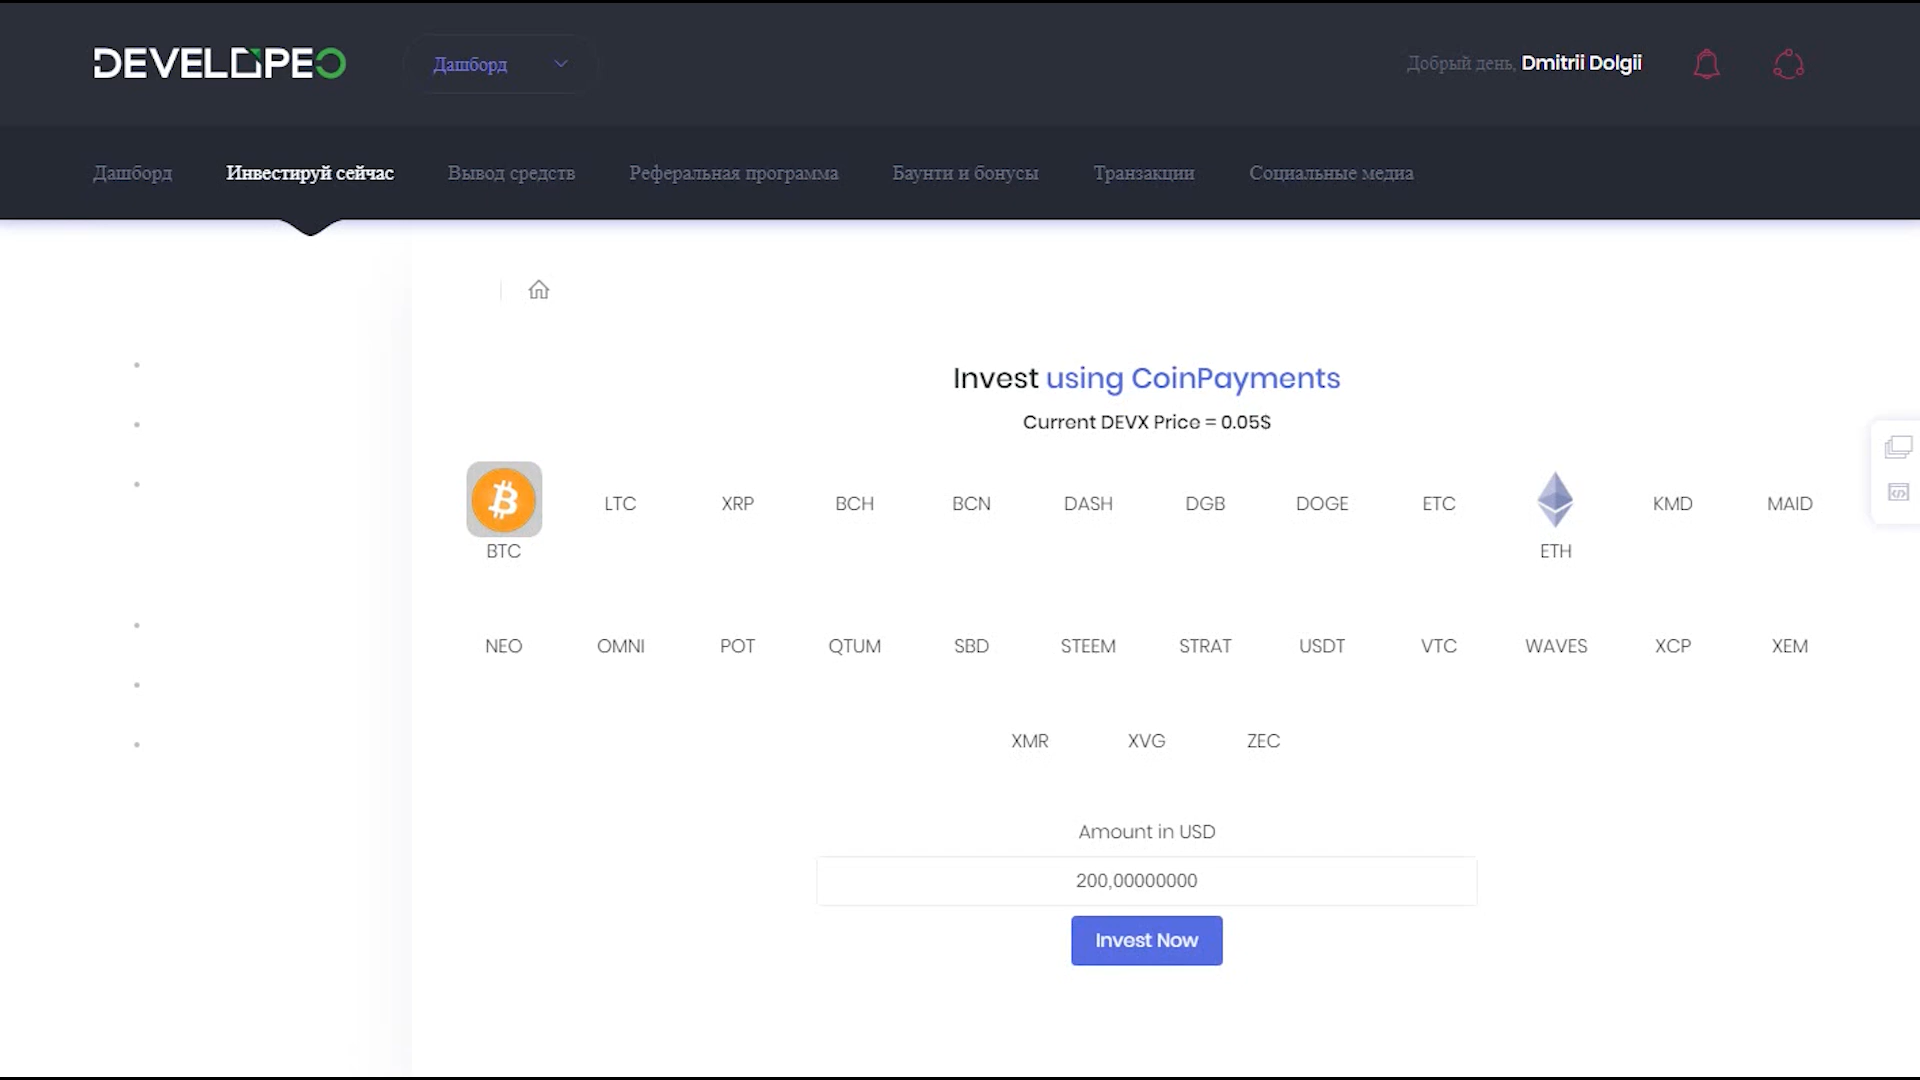 DEVELOPEO
Дашборд
Добрый день, Dmitrii Dolgii
Дашборд Инвестируй сейчас Вывод средств Реферальная программа Баунти и бонусы Транзакции Социальные медиа
Invest using CoinPayments
Current DEVX Price = 0.05$
LTC XRP BCH BCN DASH DGB DOGE ETC KMD MAID
BTC ETH
NEO OMNI POT QTUM SBD STEEM STRAT USDT VTC WAVES XCP XEM
XMR XVG ZEC
Amount in USD
200,00000000
Invest Now